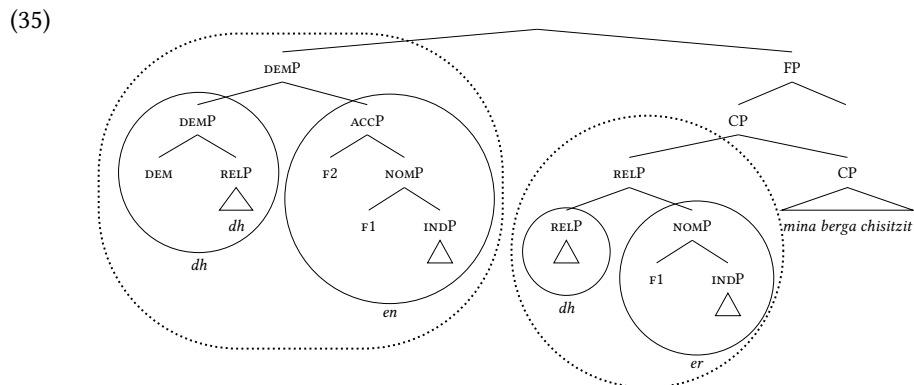 (35)
DEMP FP
DEMP ACCP CP
DEM RELP F2 NOMP RELP CP
dh F1 INDP RELP NOMP mina berga chisitzit
dh F1 INDP
en dh
er